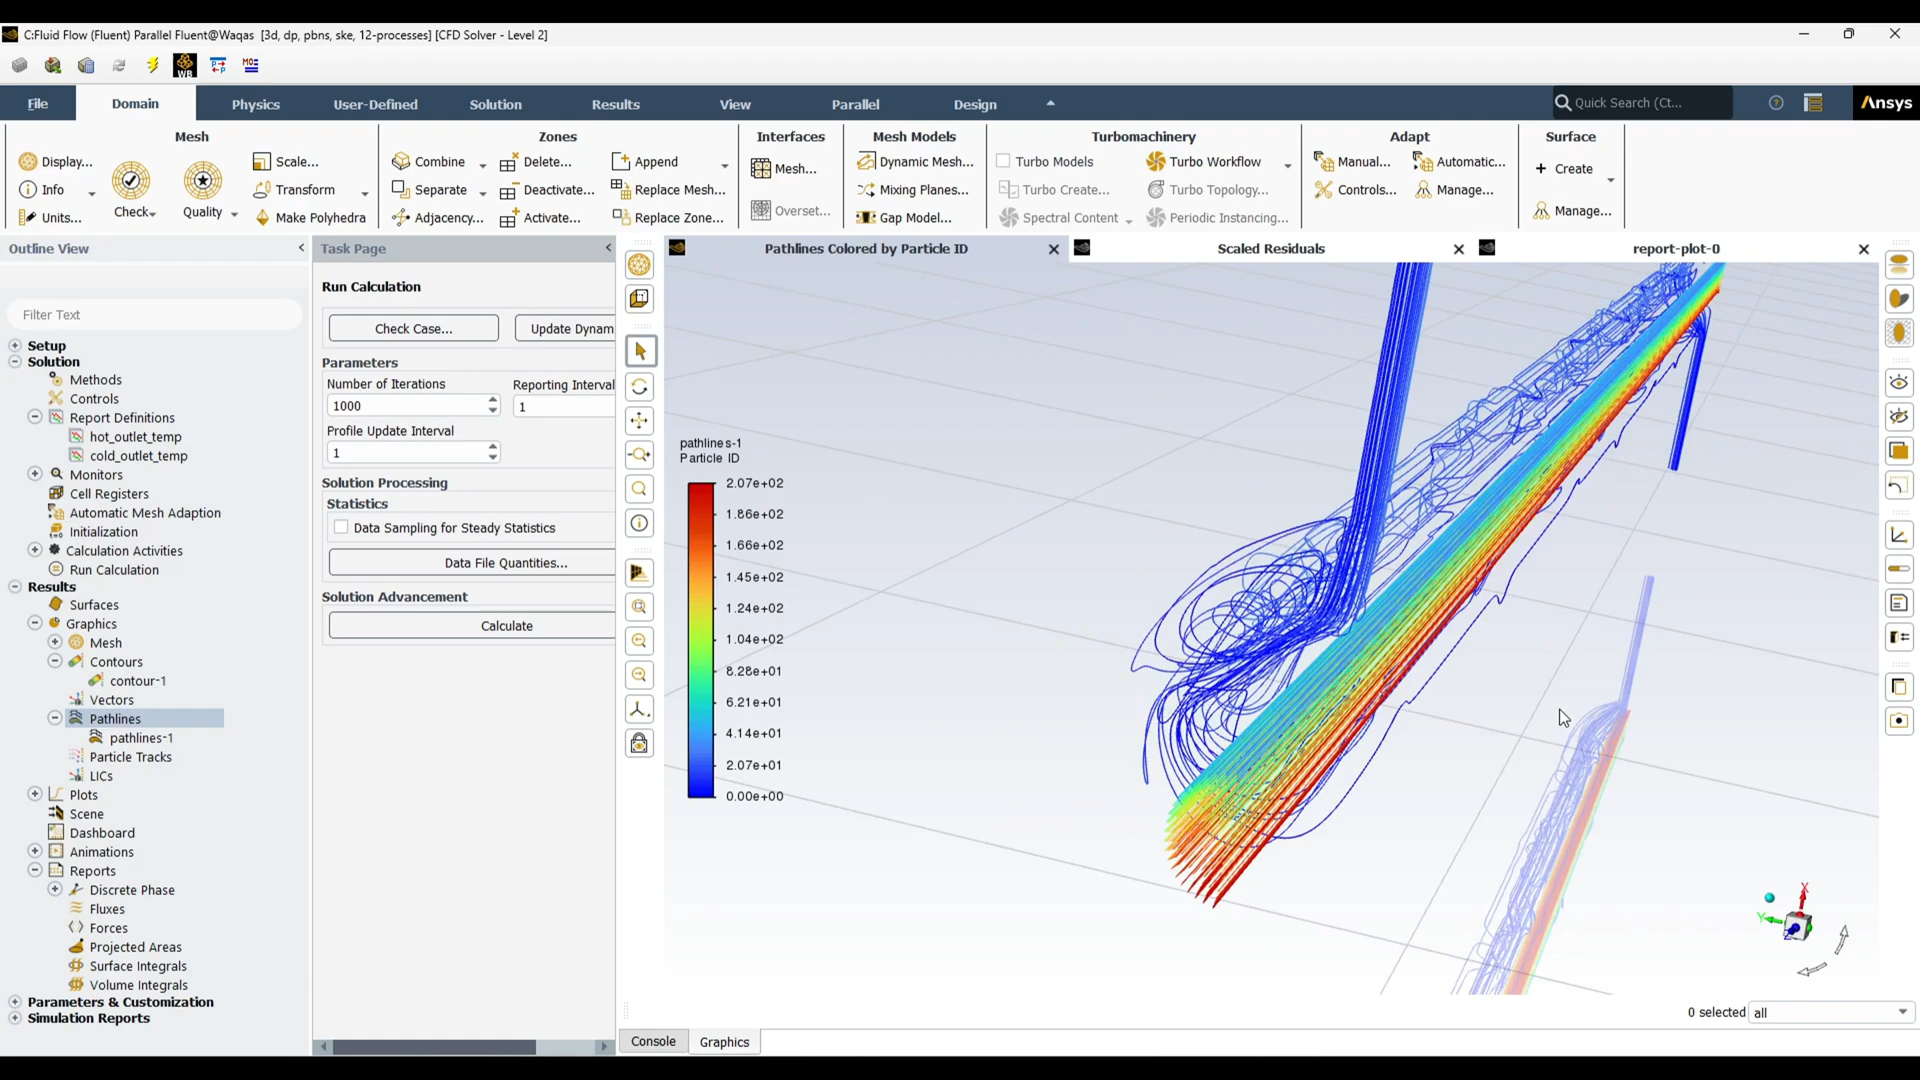 C:Fluid Flow (Fluent) Parallel Fluent@Waqas [3d, dp, pbns, ske, 12-processes] [CFD Solver - Level 2]
WB
File Domain Physics User-Defined Solution Results View Parallel Design Quick Search (Ct... Ansys
Mesh
Display...
Info
Units...
Check
Quality
Scale...
Transform
Make Polyhedra
Zones
Combine Delete... Append
Separate Deactivate... Replace Mesh...
Adjacency... Activate... Replace Zone...
Interfaces
Mesh...
Overset...
Mesh Models
Dynamic Mesh...
Mixing Planes...
Gap Model...
Turbomachinery
Turbo Models Turbo Workflow
Turbo Create... Turbo Topology...
Spectral Content Periodic Instancing...
Adapt
Manual... Automatic...
Controls... Manage...
Surface
Create
Manage...
Outline View
Filter Text
Setup
Solution
Methods
Controls
Report Definitions
hot_outlet_temp
cold_outlet_temp
Monitors
Cell Registers
Automatic Mesh Adaption
Initialization
Calculation Activities
Run Calculation
Results
Surfaces
Graphics
Mesh
Contours
contour-1
Vectors
Pathlines
pathlines-1
Particle Tracks
LICs
Plots
Scene
Dashboard
Animations
Reports
Discrete Phase
Fluxes
Forces
Projected Areas
Surface Integrals
Volume Integrals
Parameters & Customization
Simulation Reports
Task Page
Run Calculation
Check Case... Update Dynam
Parameters
Number of Iterations Reporting Interval
1000 1
Profile Update Interval
1
Solution Processing
Statistics
Data Sampling for Steady Statistics
Data File Quantities...
Solution Advancement
Calculate
Pathlines Colored by Particle ID
Scaled Residuals
report-plot-0
pathlines-1
Particle ID
2.07e+02
1.86e+02
1.66e+02
1.45e+02
1.24e+02
1.04e+02
8.28e+01
6.21e+01
4.14e+01
2.07e+01
0.00e+00
X
Y
Z
0 selected all
Console Graphics